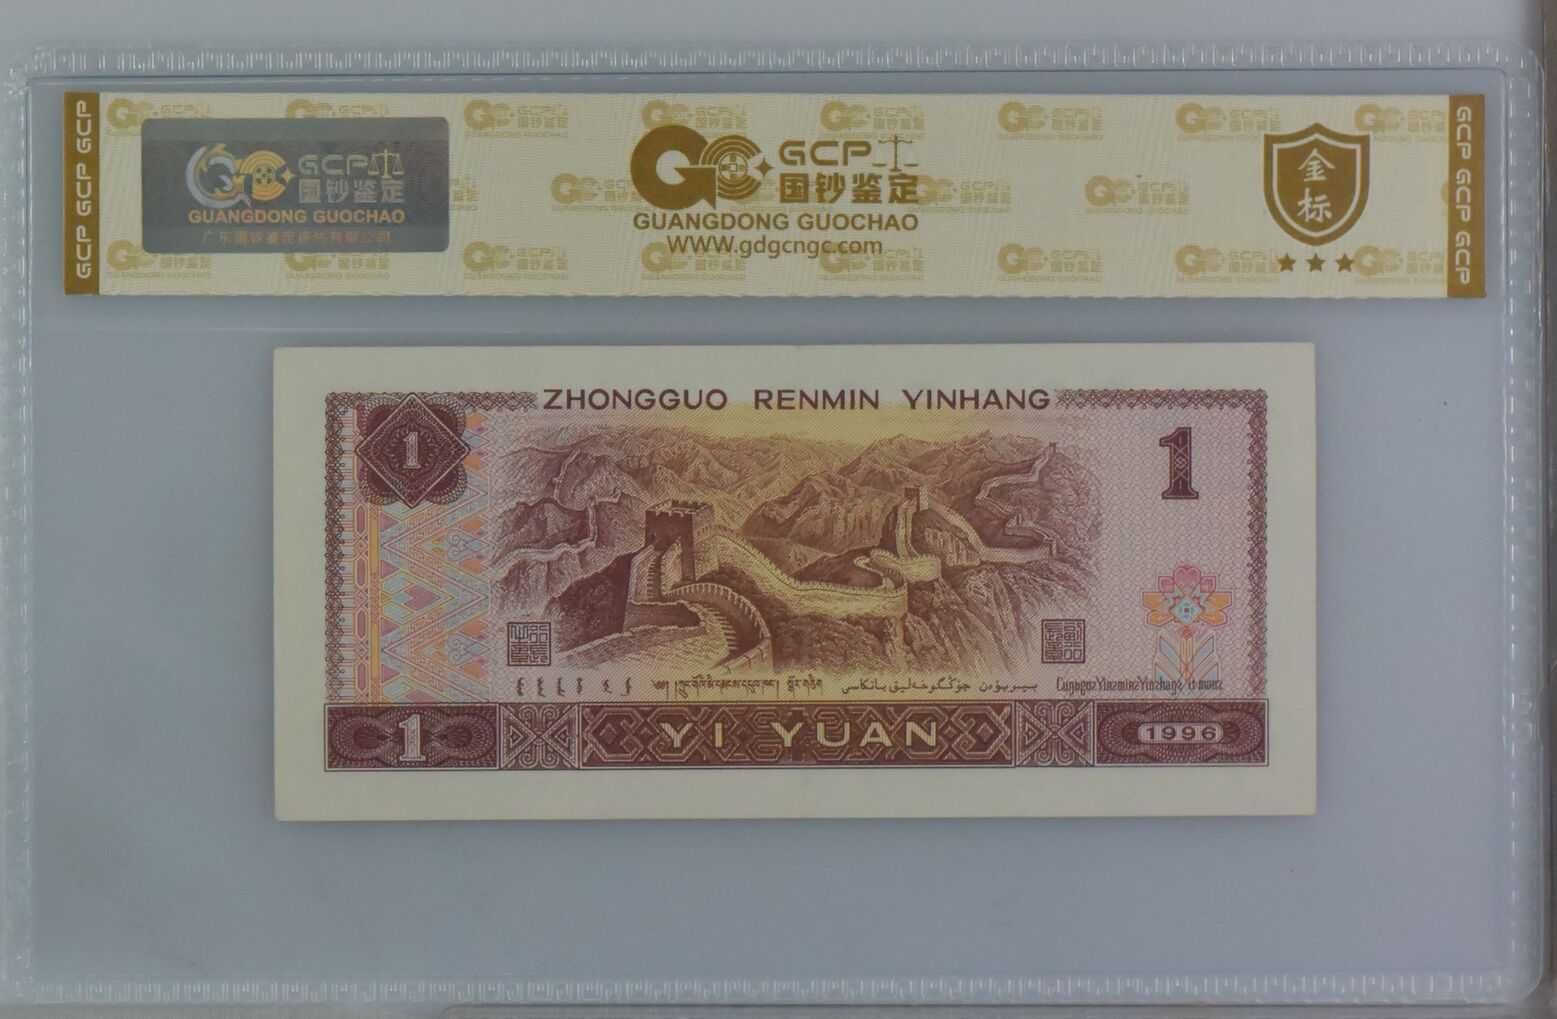 GCP GCP GCP
GCP
国钞鉴定
GUANGDONG GUOCHAO
广东国钞鉴定评估有限公司
GCP
国钞鉴定
GUANGDONG GUOCHAO
WWW.gdgcngc.com
金
标
GCP GCP GCP
ZHONGGUO RENMIN YINHANG
1
1
1
YI YUAN
1996